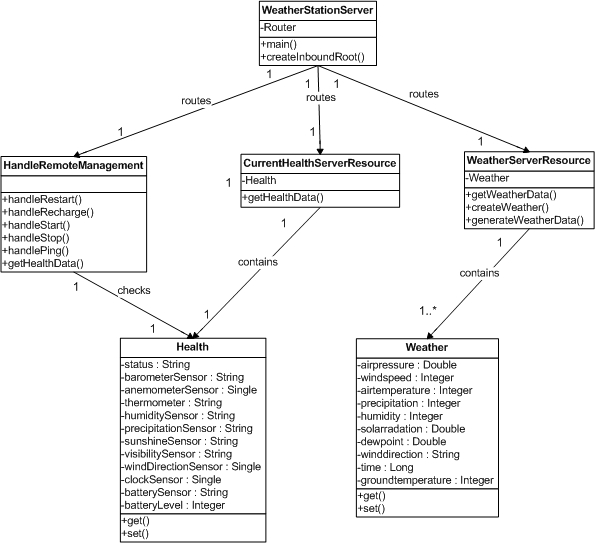 WeatherStationServer
-Router
+main()
+createInboundRoot()
1
1
1
routes
routes
routes
1
1
1
HandleRemoteManagement
+handleRestart()
+handleRecharge()
+handleStart()
+handleStop()
+handlePing()
+getHealthData()
CurrentHealthServerResource
-Health
+getHealthData()
1
WeatherServerResource
-Weather
+getWeatherData()
+createWeather()
+generateWeatherData()
1
1
contains
contains
1
checks
1
1
1..*
Health
-status : String
-barometerSensor : String
-anemometerSensor : Single
-thermometer : String
-humiditySensor : String
-precipitationSensor : String
-sunshineSensor : String
-visibilitySensor : String
-windDirectionSensor : Single
-clockSensor : Single
-batterySensor : String
-batteryLevel : Integer
+get()
+set()
Weather
-airpressure : Double
-windspeed : Integer
-airtemperature : Integer
-precipitation : Integer
-humidity : Integer
-solarradation : Double
-dewpoint : Double
-winddirection : String
-time : Long
-groundtemperature : Integer
+get()
+set()